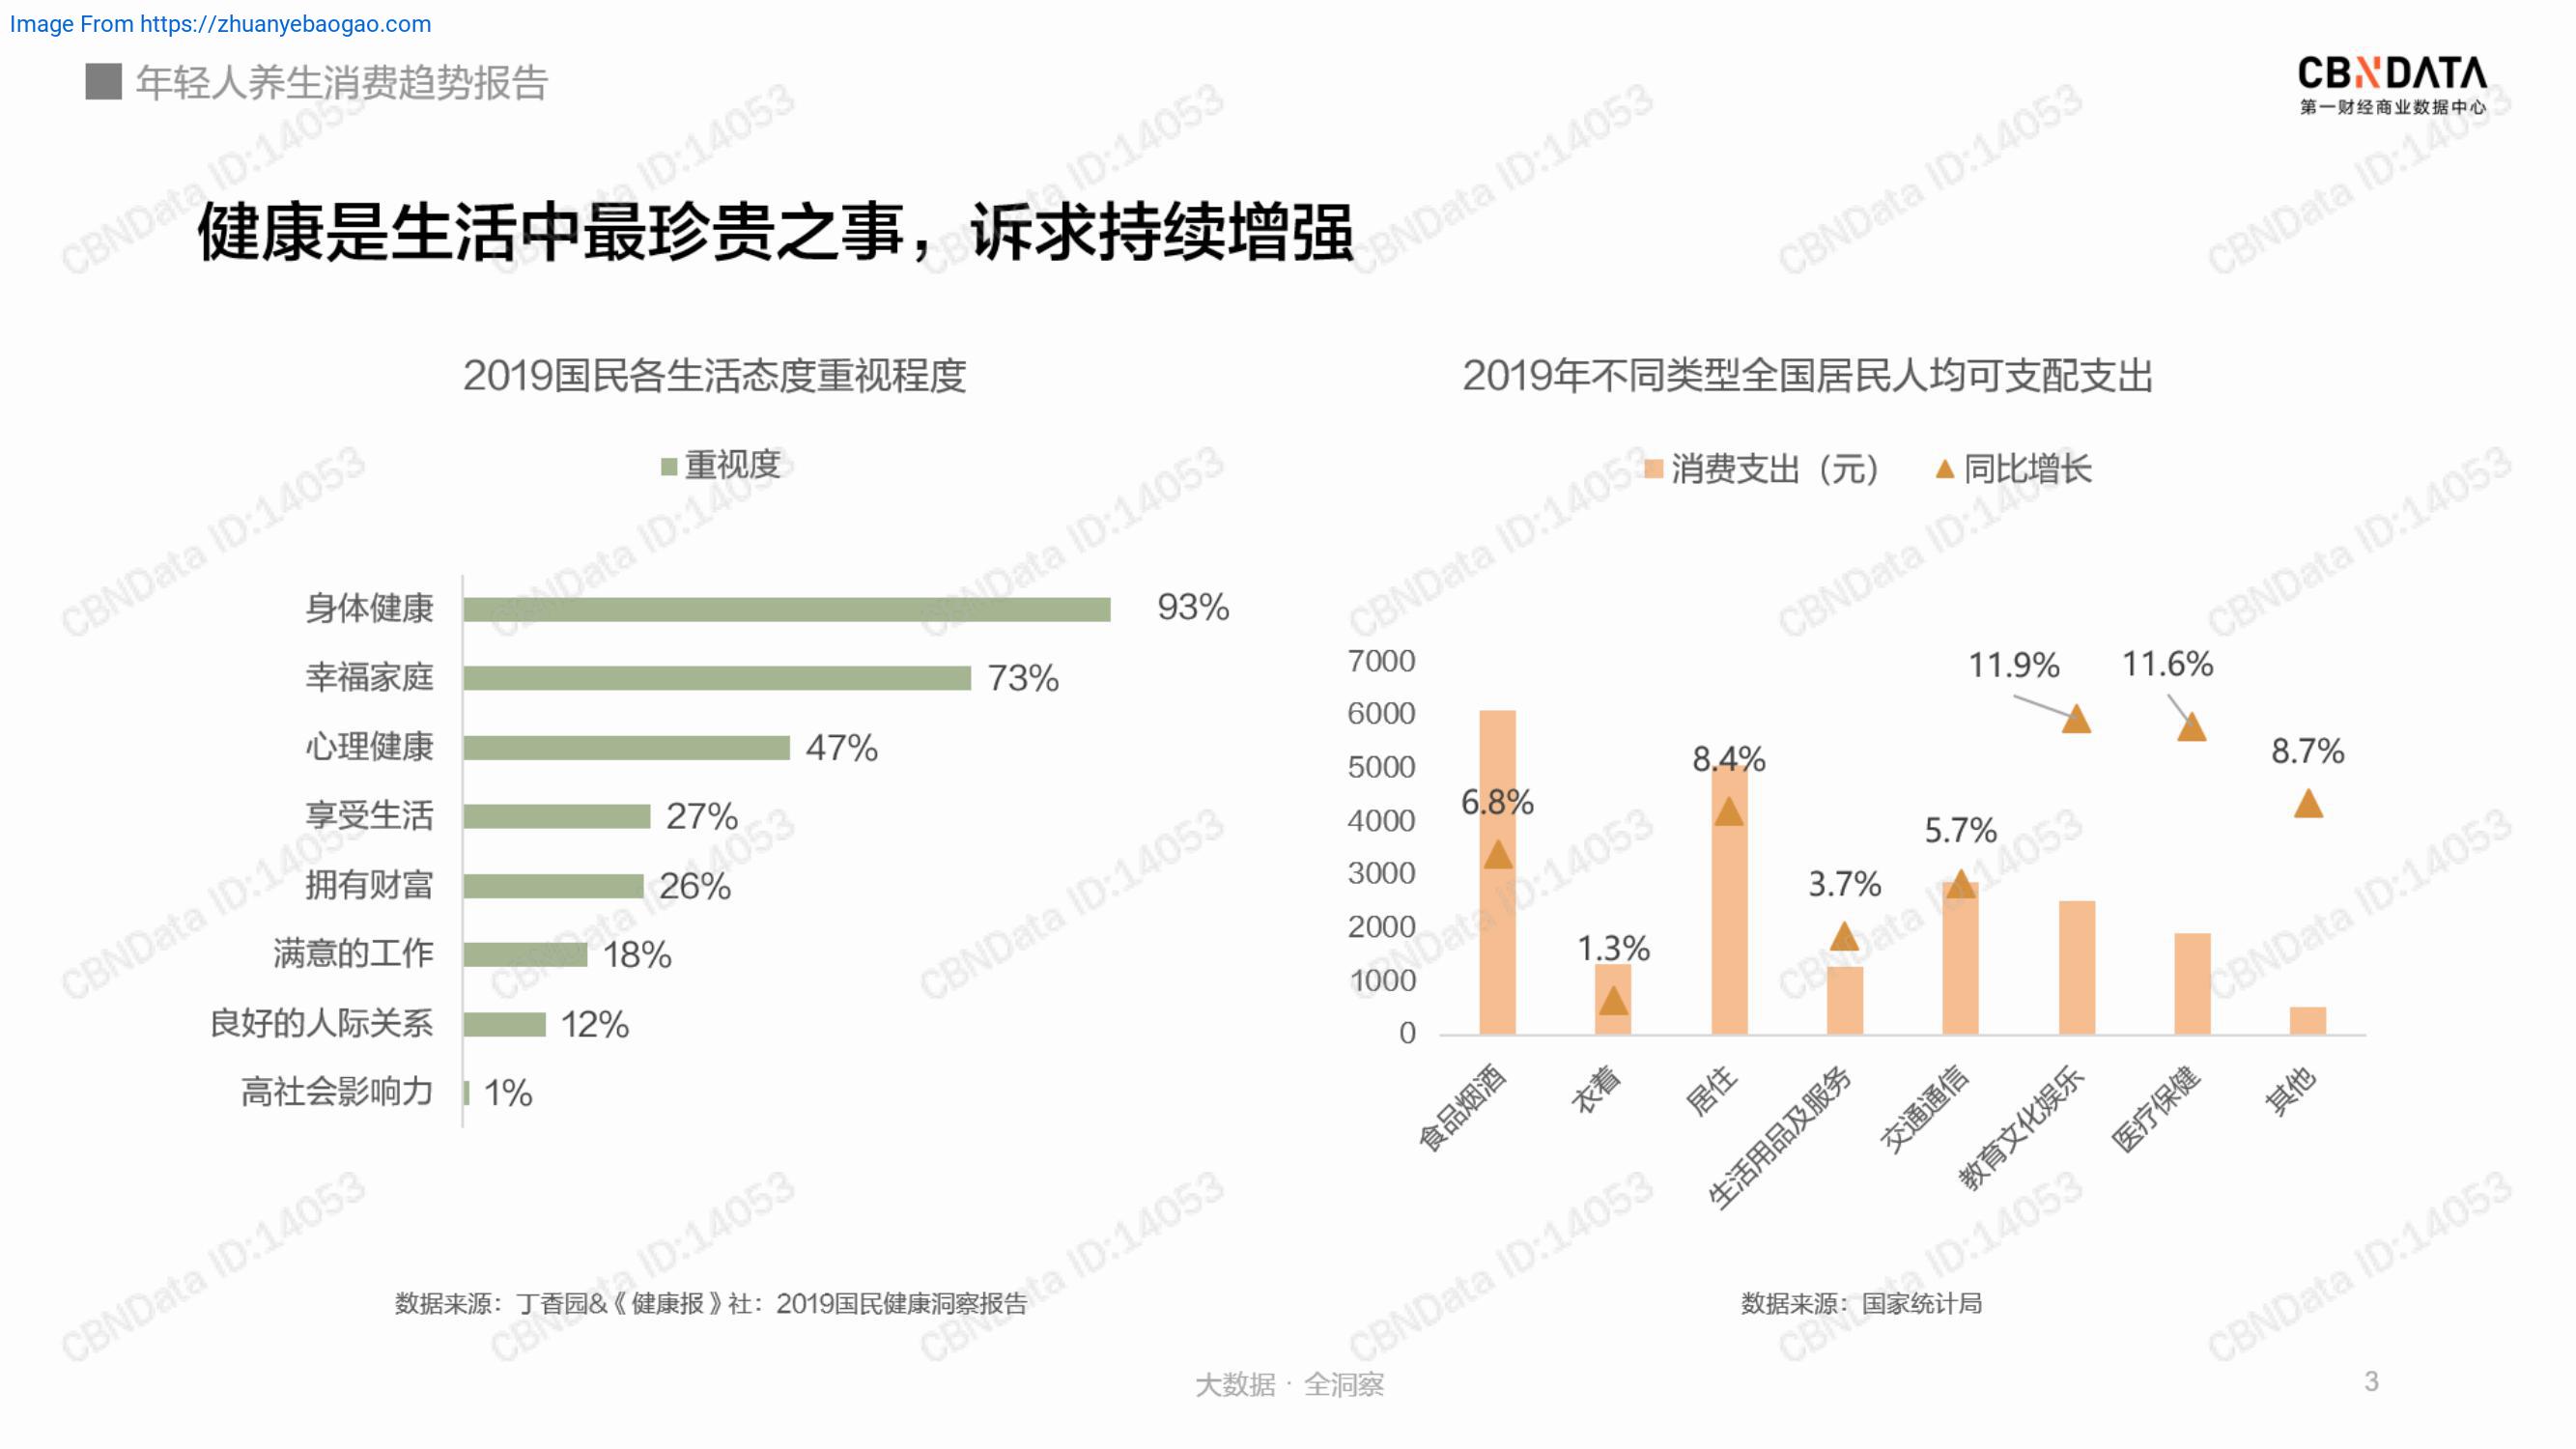 Image From https://zhuanyebaogao.com
年轻人养生消费趋势报告
CBNDATA
第一财经商业数据中心
健康是生活中最珍贵之事，诉求持续增强
2019国民各生活态度重视程度
重视度
身体健康 93%
幸福家庭 73%
心理健康 47%
享受生活 27%
拥有财富 26%
满意的工作 18%
良好的人际关系 12%
高社会影响力 1%
数据来源：丁香园&《健康报》社：2019国民健康洞察报告
2019年不同类型全国居民人均可支配支出
消费支出（元） 同比增长
7000
6000
5000
4000
3000
2000
1000
0
6.8%
1.3%
8.4%
3.7%
5.7%
11.9%
11.6%
8.7%
食品烟酒
衣着
居住
生活用品及服务
交通通信
教育文化娱乐
医疗保健
其他
数据来源：国家统计局
大数据·全洞察
3
CBNData ID:14053